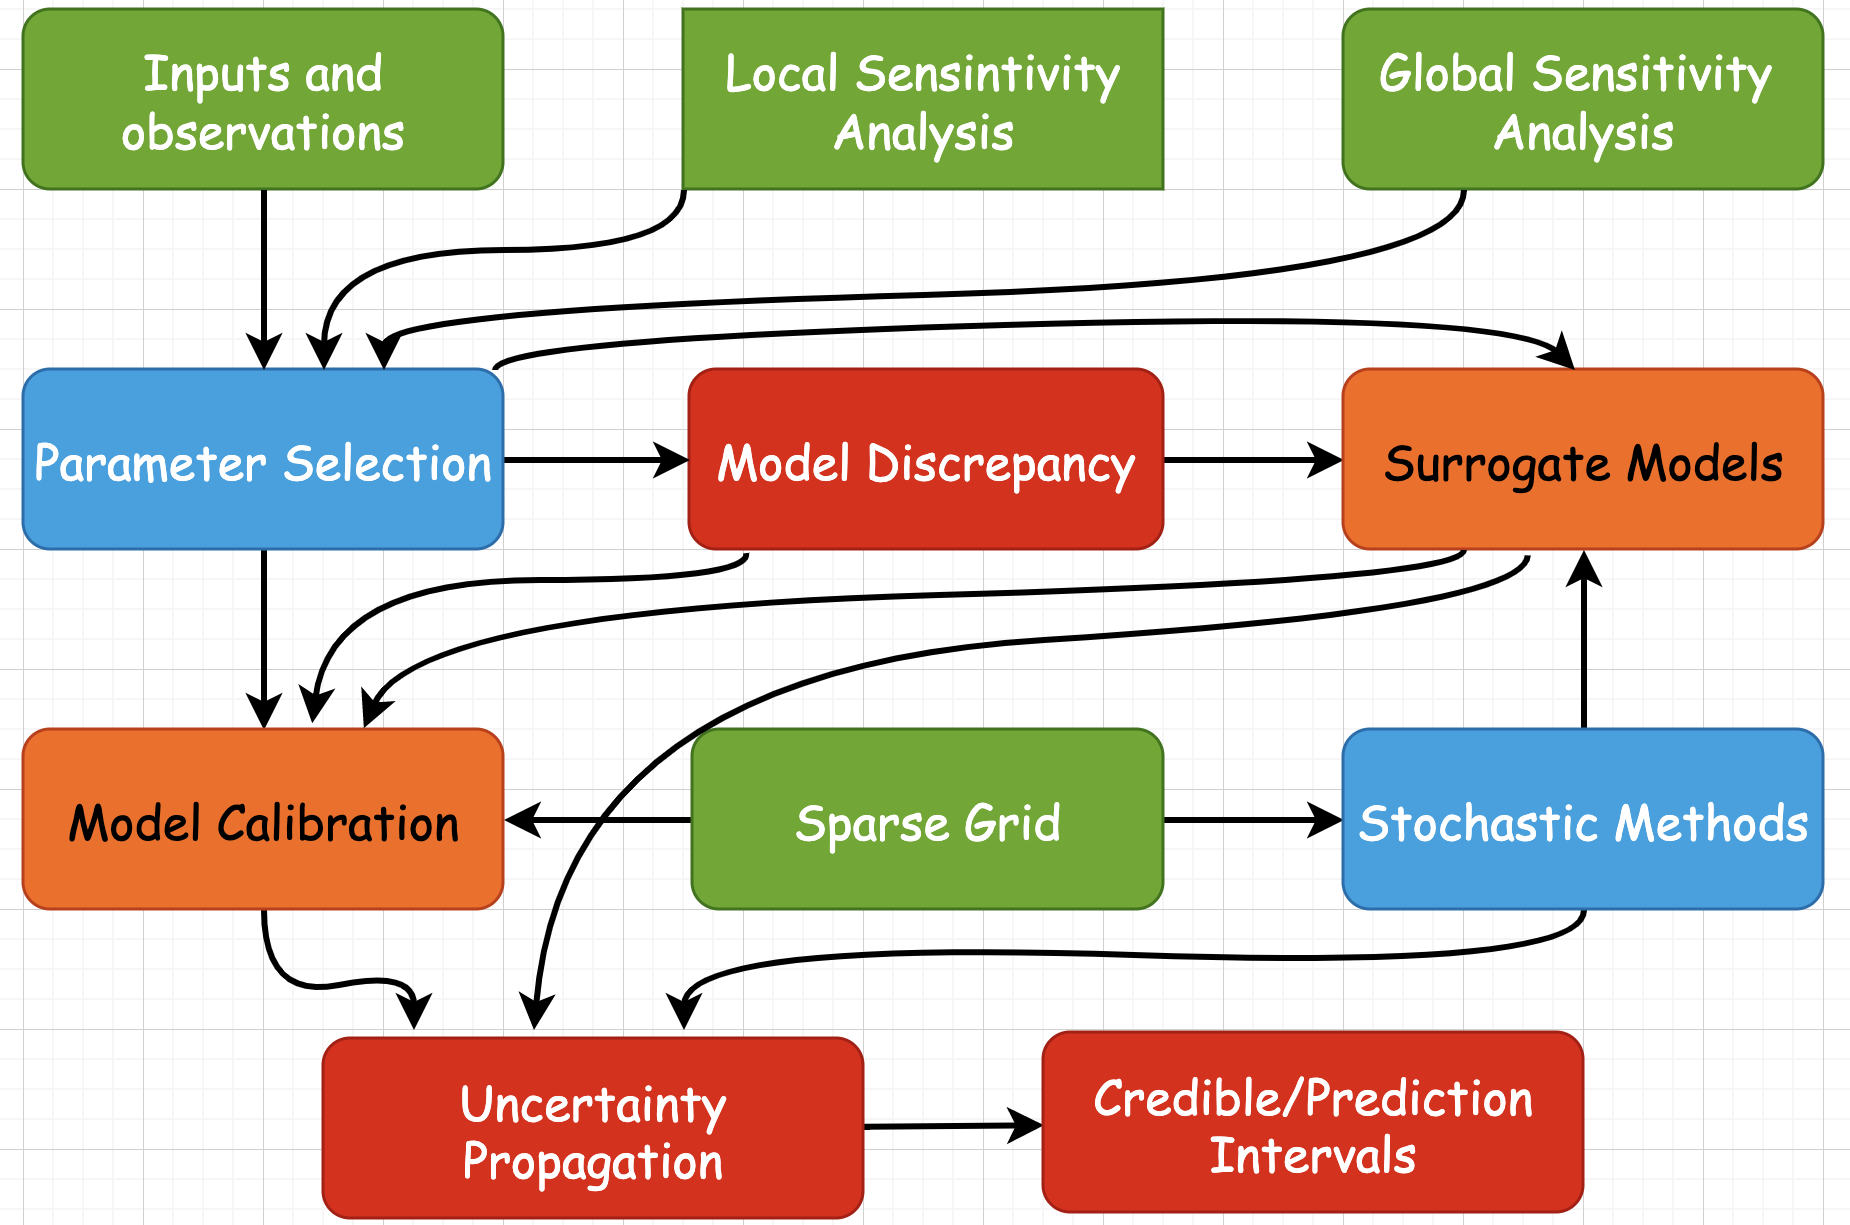 Inputs and
observations
Local Sensintivity
Analysis
Global Sensitivity
Analysis
Parameter Selection
Model Discrepancy
Surrogate Models
Model Calibration
Sparse Grid
Stochastic Methods
Uncertainty
Propagation
Credible/Prediction
Intervals